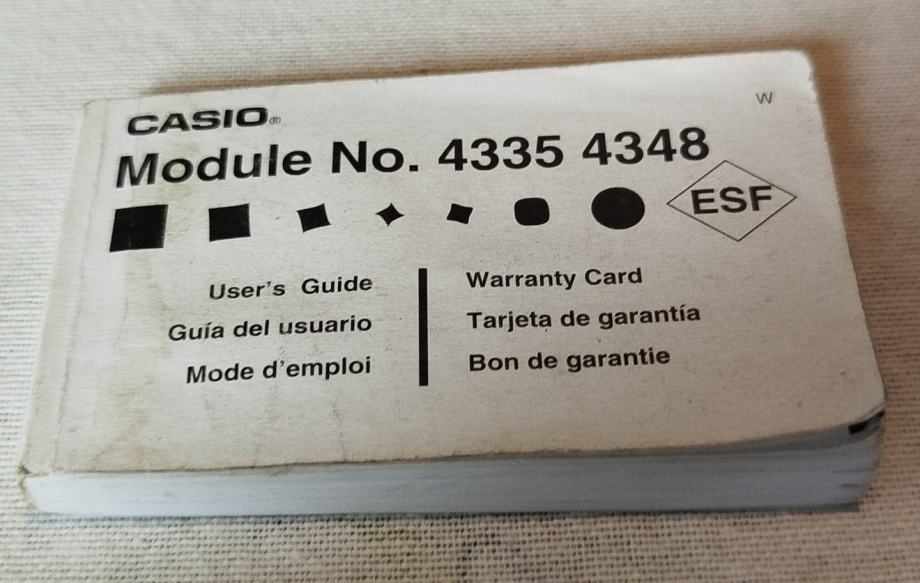 CASIO®
W
Module No. 4335 4348
ESF
User's Guide
Guía del usuario
Mode d'emploi
Warranty Card
Tarjeta de garantía
Bon de garantie